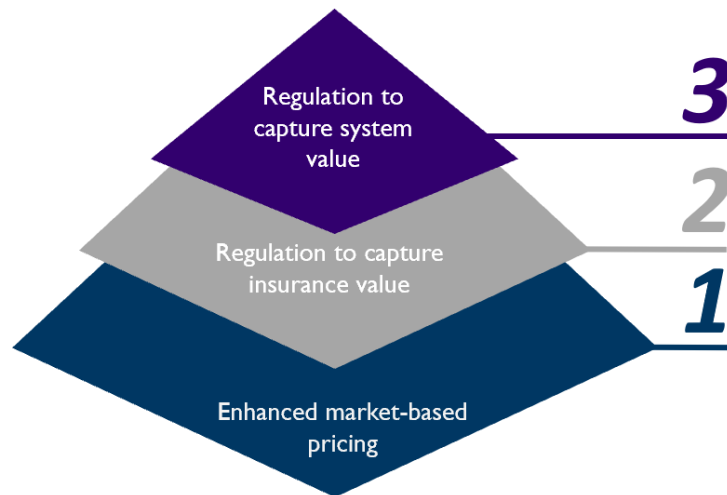 Regulation to
capture system
value
3
Regulation to capture
insurance value
2
Enhanced market-based
pricing
1